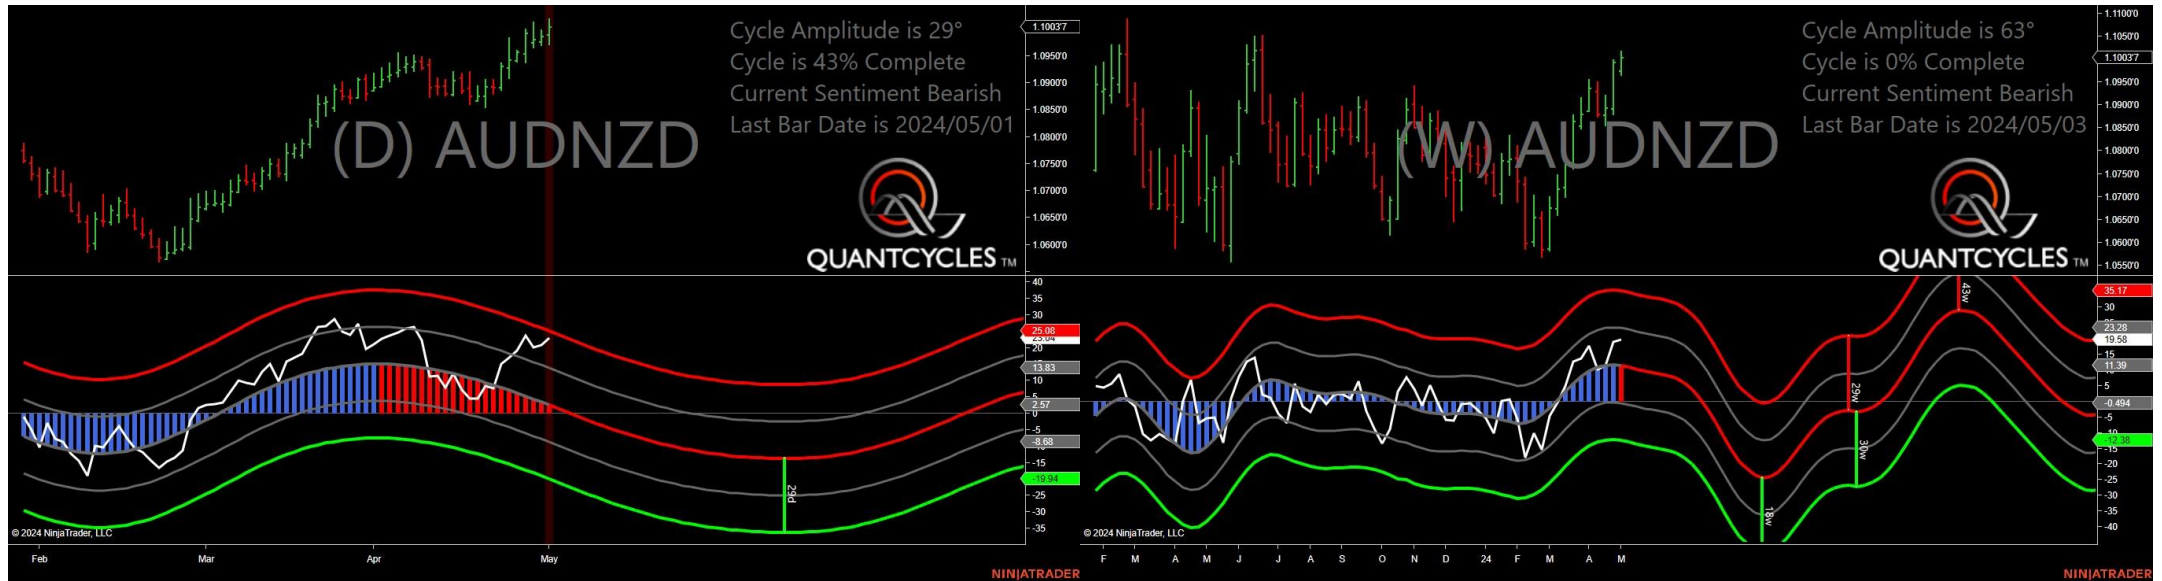 Cycle Amplitude is 29°
Cycle is 43% Complete
Current Sentiment Bearish
Last Bar Date is 2024/05/01
(D) AUDNZD
QUANTCYCLES TM
1.1003'7
1.0950'0
1.0900'0
1.0850'0
1.0800'0
1.0750'0
1.0700'0
1.0650'0
1.0600'0
40
35
30
25.08
23.04
20
13.83
10
5
2.57
0
-5
-8.68
-15
-19.94
-25
-30
-35
29d
© 2024 NinjaTrader, LLC
Feb Mar Apr May
NINJATRADER
Cycle Amplitude is 63°
Cycle is 0% Complete
Current Sentiment Bearish
Last Bar Date is 2024/05/03
(W) AUDNZD
QUANTCYCLES TM
1.1100'0
1.1050'0
1.1003'7
1.0950'0
1.0900'0
1.0850'0
1.0800'0
1.0750'0
1.0700'0
1.0650'0
1.0600'0
1.0550'0
35.17
30
23.28
19.58
15
11.39
5
-0.494
-5
-10
-12.38
-20
-25
-30
-35
-40
43w
29w
30w
18w
© 2024 NinjaTrader, LLC
F M A M J J A S O N D 24 F M A M
NINJATRADER